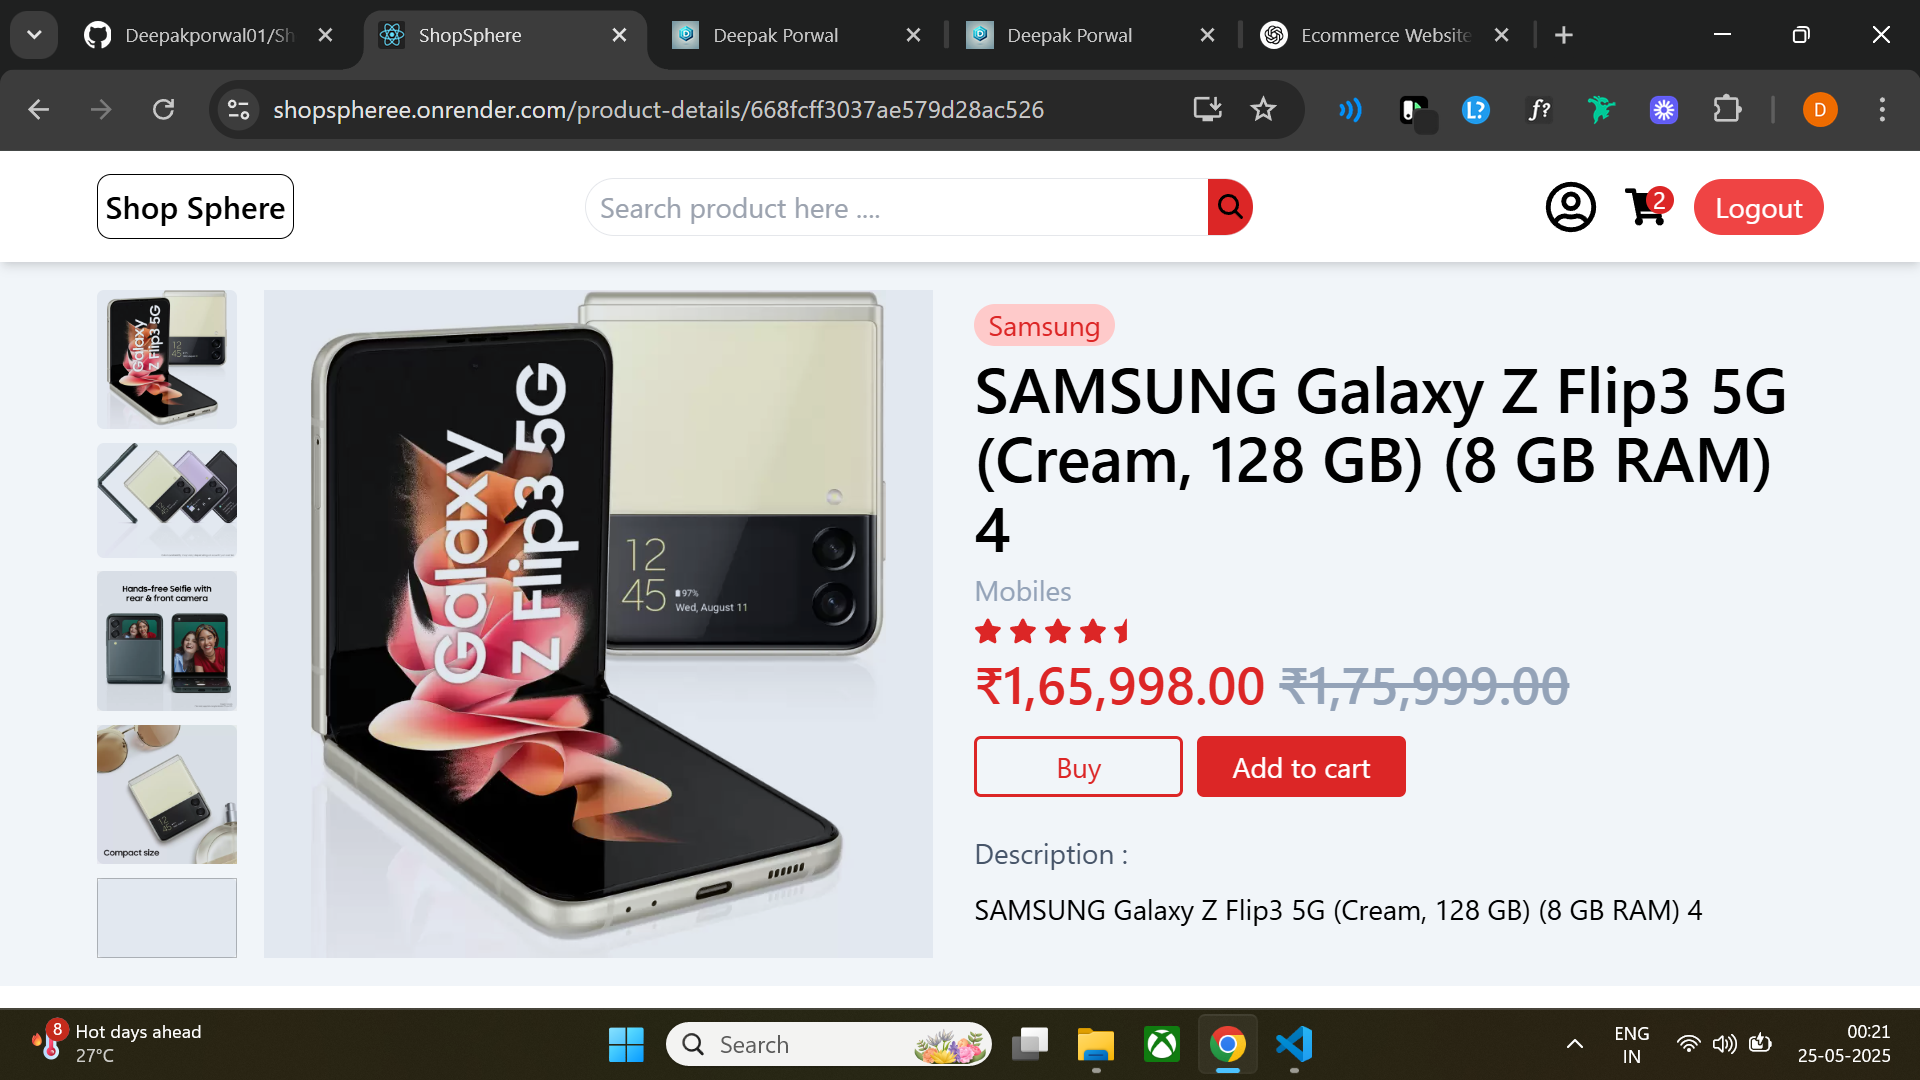 Deepakporwal01/Sh
ShopSphere
Deepak Porwal
Deepak Porwal
Ecommerce Website
shopspheree.onrender.com/product-details/668fcff3037ae579d28ac526
L?
f?
D
Shop Sphere
Search product here ....
2
Logout
Galaxy
Z Flip3 5G
12
45
Hands-free Selfie with
rear & front camera
Compact size
Galaxy
Z Flip3 5G
12
45
97%
Wed, August 11
Samsung
SAMSUNG Galaxy Z Flip3 5G
(Cream, 128 GB) (8 GB RAM)
4
Mobiles
₹1,65,998.00 ₹1,75,999.00
Buy
Add to cart
Description :
SAMSUNG Galaxy Z Flip3 5G (Cream, 128 GB) (8 GB RAM) 4
8
Hot days ahead
27°C
Search
ENG
IN
00:21
25-05-2025